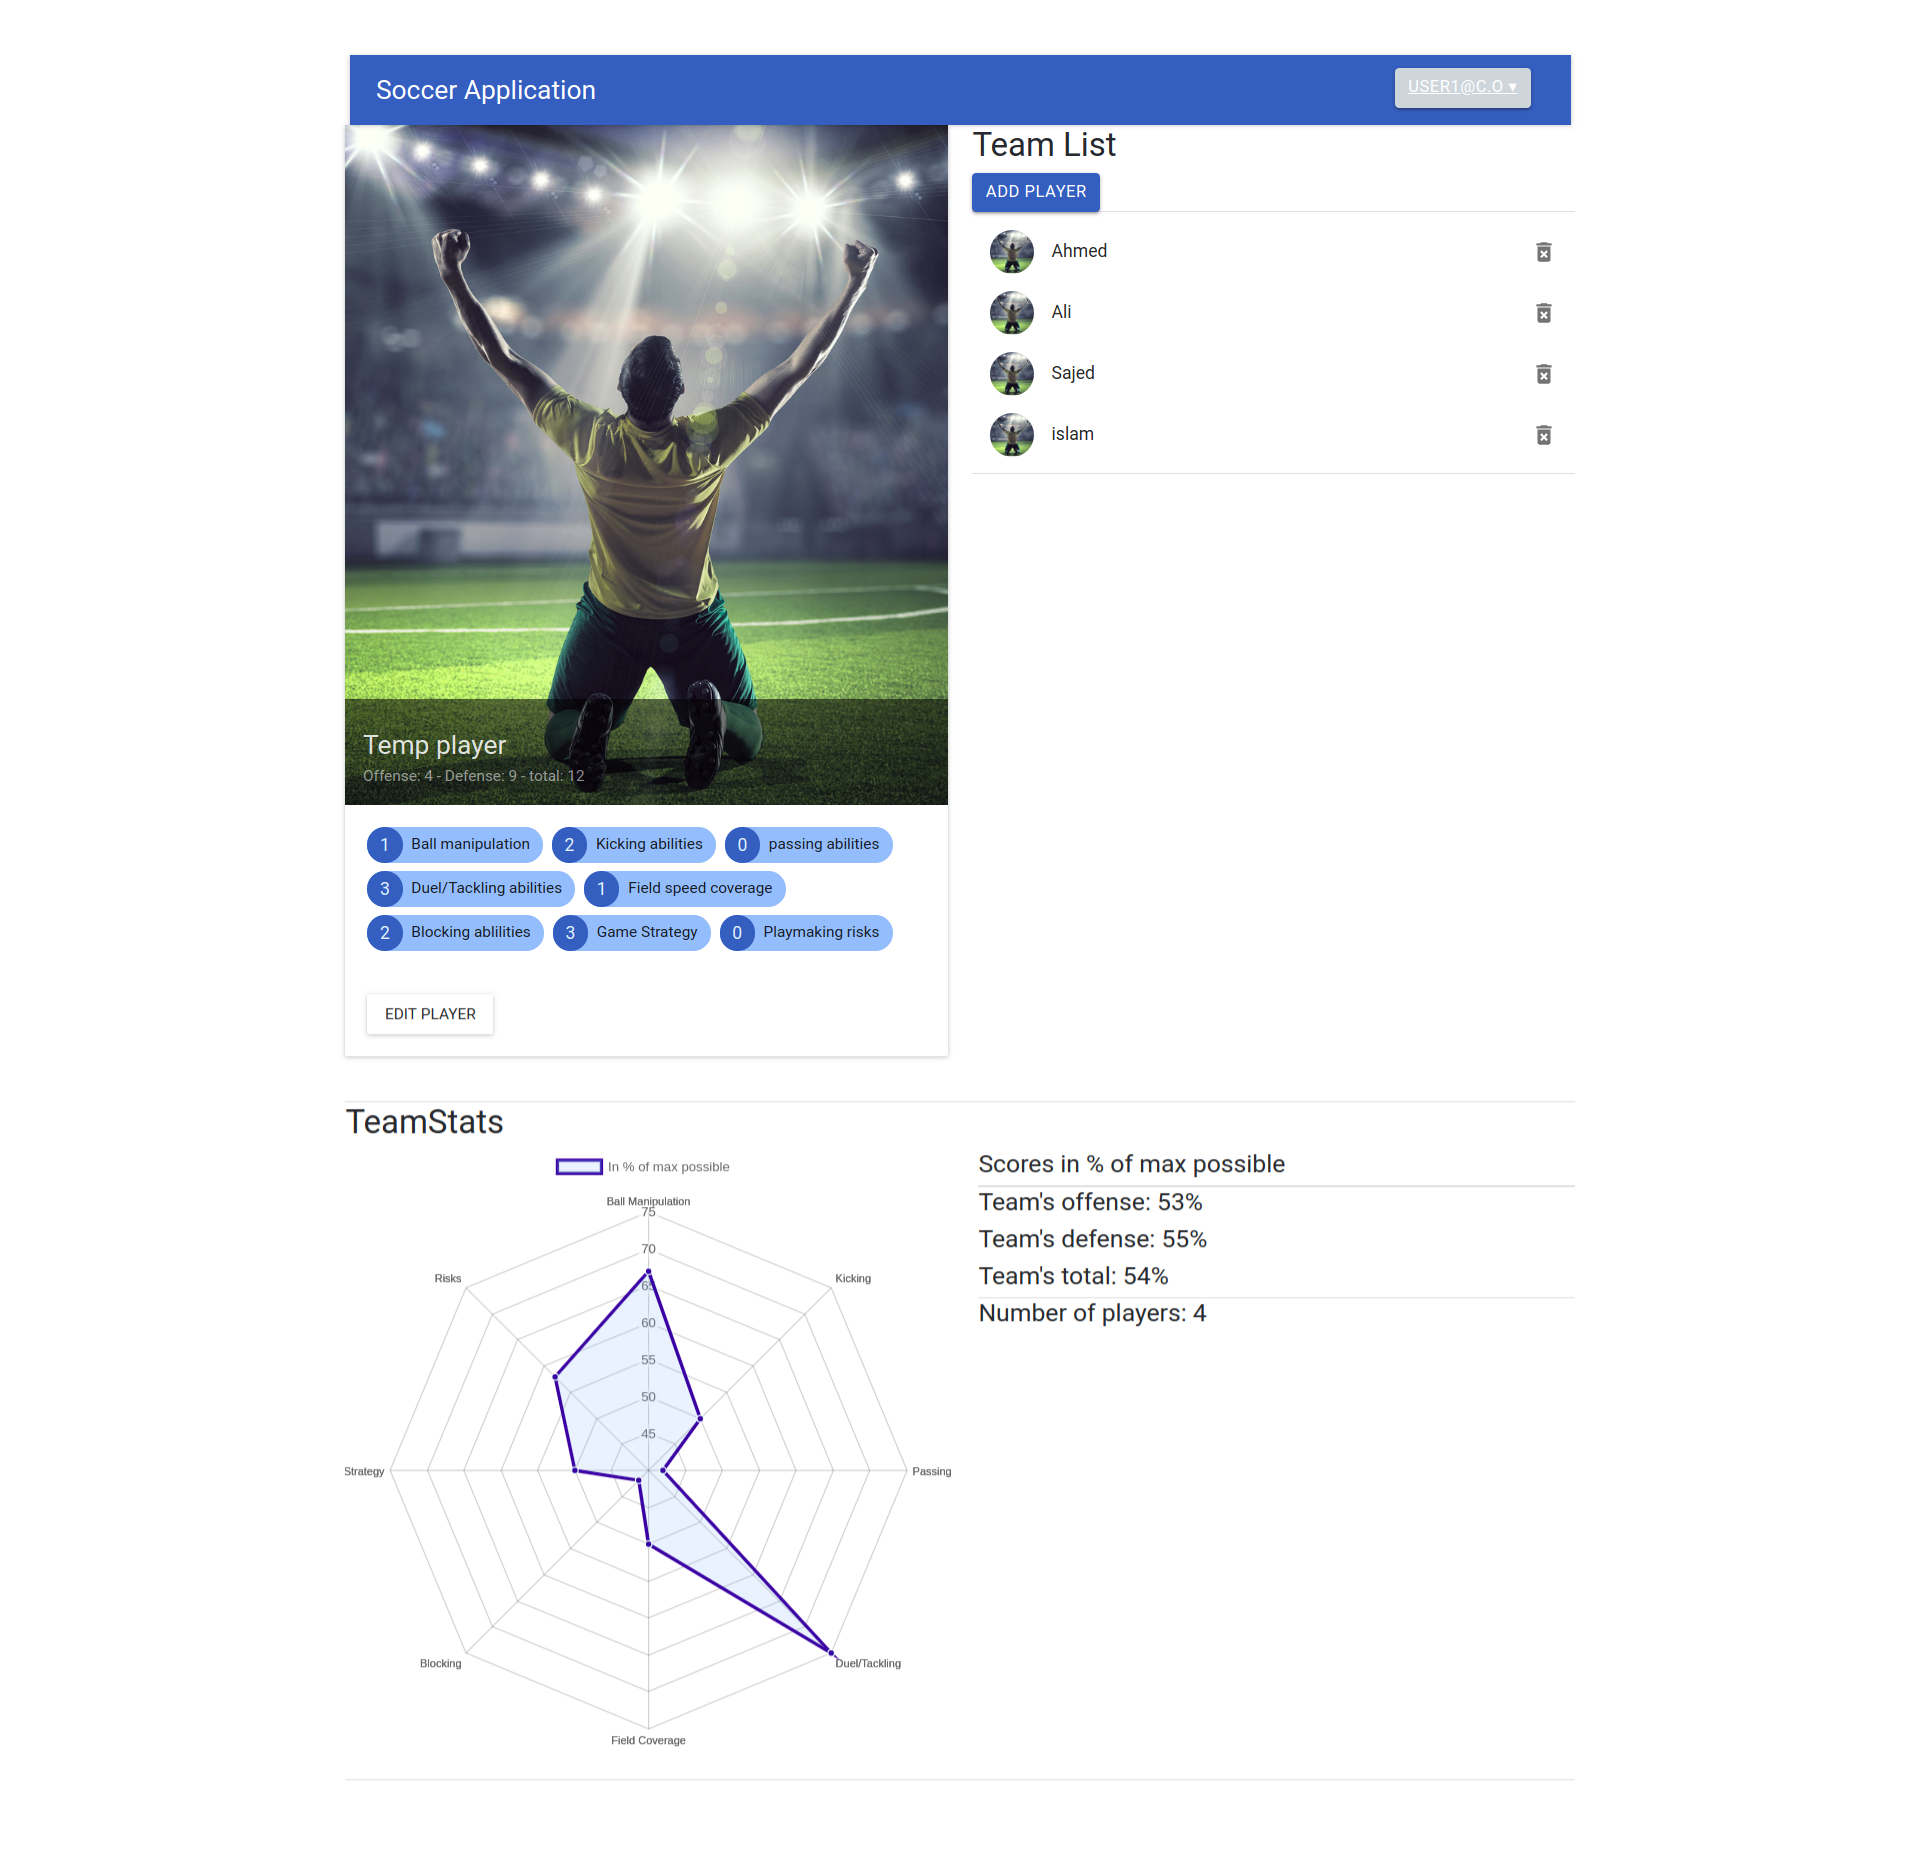 Soccer Application
USER1@C.O ▾
Team List
ADD PLAYER
Ahmed
Ali
Sajed
islam
Temp player
Offense: 4 - Defense: 9 - total: 12
1 Ball manipulation
2 Kicking abilities
0 passing abilities
3 Duel/Tackling abilities
1 Field speed coverage
2 Blocking ablilities
3 Game Strategy
0 Playmaking risks
EDIT PLAYER
TeamStats
In % of max possible
Ball Manipulation
75
70
65
60
55
50
45
Risks
Kicking
Strategy
Passing
Blocking
Duel/Tackling
Field Coverage
Scores in % of max possible
Team's offense: 53%
Team's defense: 55%
Team's total: 54%
Number of players: 4